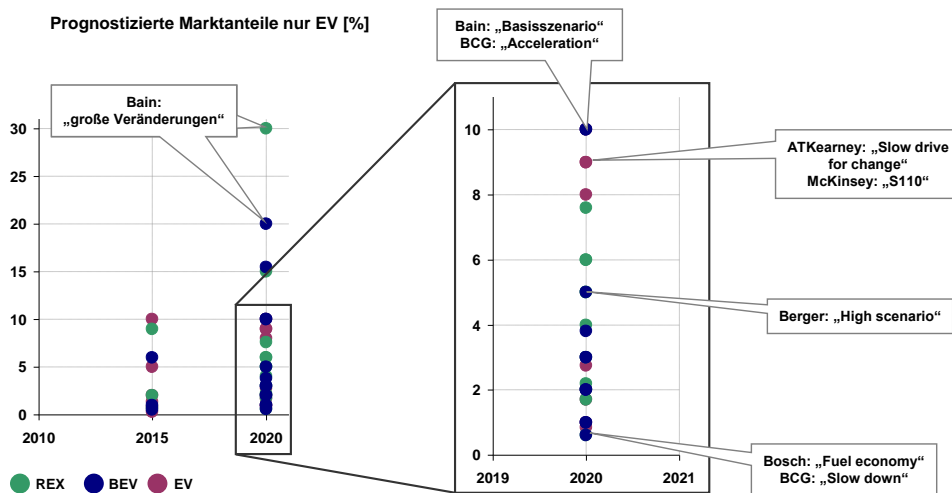 Prognostizierte Marktanteile nur EV [%]
Bain: „Basisszenario“
BCG: „Acceleration“
Bain:
„große Veränderungen“
30
25
20
15
10
5
0
2010
2015
2020
10
8
6
4
2
0
2019
2020
2021
ATKearney: „Slow drive
for change“
McKinsey: „S110“
Berger: „High scenario“
Bosch: „Fuel economy“
BCG: „Slow down“
REX
BEV
EV